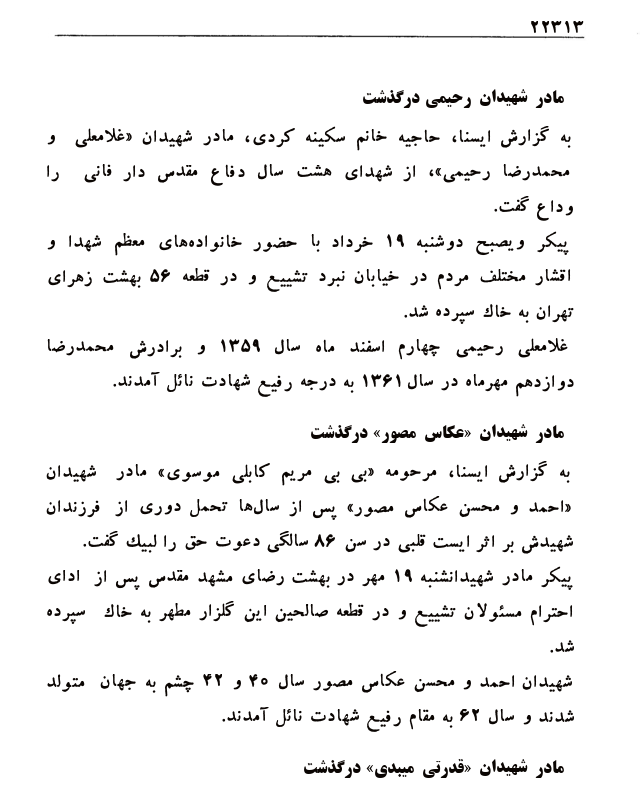 ۲۲۳۱۳
مادر شهیدان رحیمی درگذشت
به گزارش ایسنا، حاجیه خانم سکینه کردی، مادر شهیدان «غلامعلی و
محمدرضا رحیمی»، از شهدای هشت سال دفاع مقدس دار فانی را
وداع گفت.
پیکر ویصبح دوشنبه ۱۹ خرداد با حضور خانواده‌های معظم شهدا و
اقشار مختلف مردم در خیابان نبرد تشییع و در قطعه ۵۶ بهشت زهرای
تهران به خاك سپرده شد.
غلامعلی رحیمی چهارم اسفند ماه سال ۱۳۵۹ و برادرش محمدرضا
دوازدهم مهرماه در سال ۱۳۶۱ به درجه رفیع شهادت نائل آمدند.
مادر شهیدان «عکاس مصور» درگذشت
به گزارش ایسنا، مرحومه «بی بی مریم کابلی موسوی» مادر شهیدان
«احمد و محسن عکاس مصور» پس از سال‌ها تحمل دوری از فرزندان
شهیدش بر اثر ایست قلبی در سن ۸۶ سالگی دعوت حق را لبیك گفت.
پیکر مادر شهیدانشنبه ۱۹ مهر در بهشت رضای مشهد مقدس پس از ادای
احترام مسئولان تشییع و در قطعه صالحین این گلزار مطهر به خاك سپرده
شد.
شهیدان احمد و محسن عکاس مصور سال ۴۰ و ۴۲ چشم به جهان متولد
شدند و سال ۶۲ به مقام رفیع شهادت نائل آمدند.
مادر شهیدان «قدرتی میبدی» درگذشت